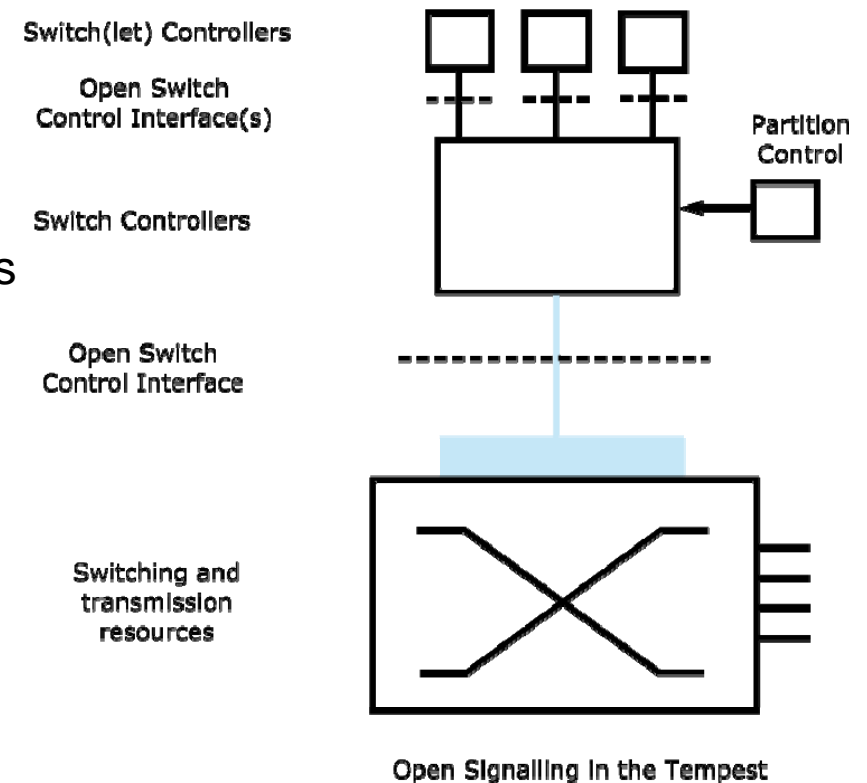 Switch(let) Controllers
Open Switch
Control Interface(s)
Partition
Control
Switch Controllers
s
Open Switch
Control Interface
Switching and
transmission
resources
Open Signalling in the Tempest